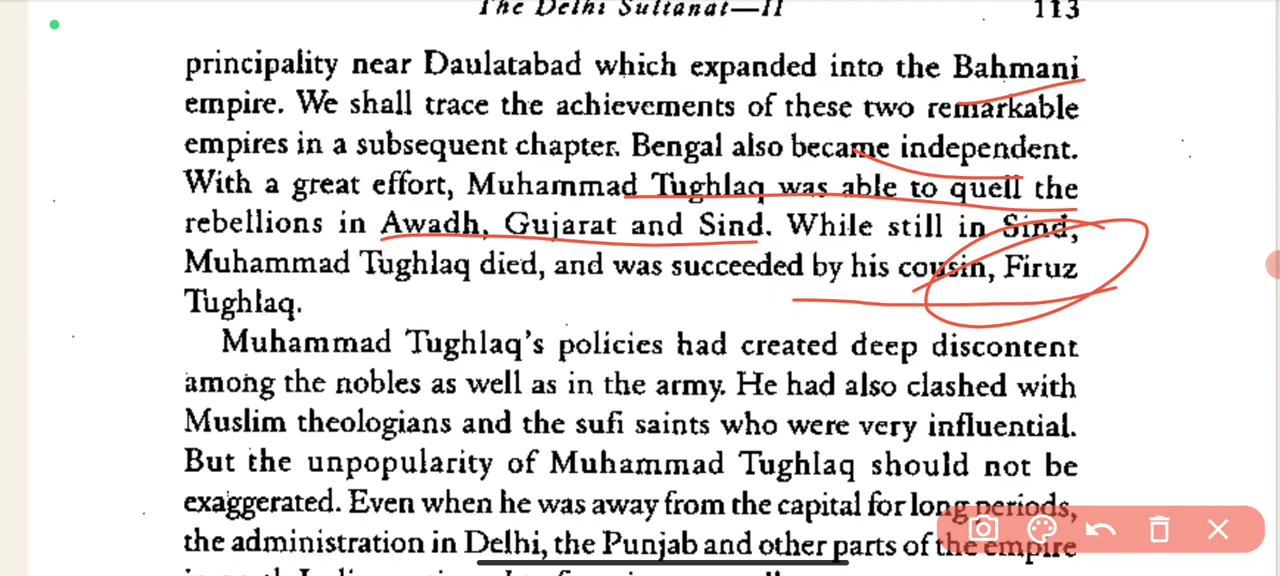 The Delhi Sultanat—II 113
principality near Daulatabad which expanded into the Bahmani
empire. We shall trace the achievements of these two remarkable
empires in a subsequent chapter. Bengal also became independent.
With a great effort, Muhammad Tughlaq was able to quell the
rebellions in Awadh, Gujarat and Sind. While still in Sind,
Muhammad Tughlaq died, and was succeeded by his cousin, Firuz
Tughlaq.
Muhammad Tughlaq's policies had created deep discontent
among the nobles as well as in the army. He had also clashed with
Muslim theologians and the sufi saints who were very influential.
But the unpopularity of Muhammad Tughlaq should not be
exaggerated. Even when he was away from the capital for long periods,
the administration in Delhi, the Punjab and other parts of the empire